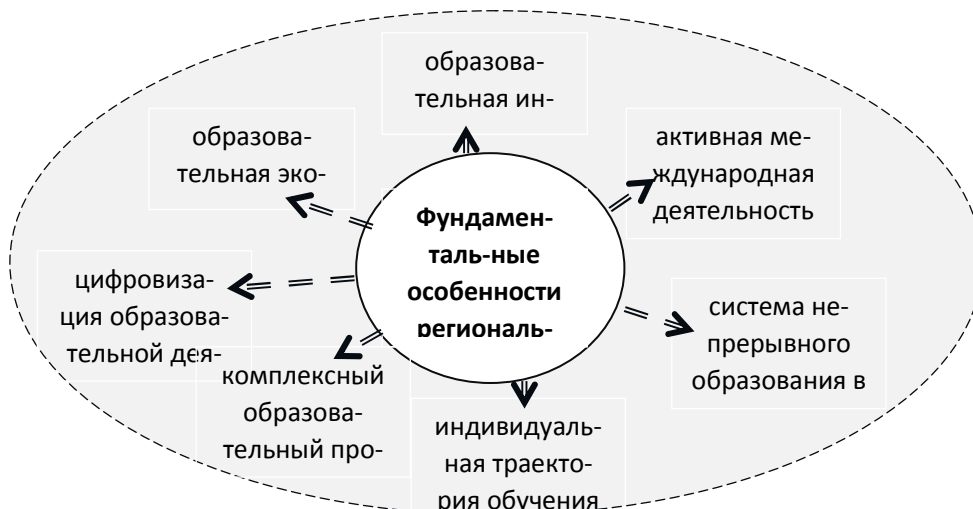 образова-
тельная ин-
образова-
тельная эко-
активная ме-
ждународная
деятельность
Фундамен-
таль-ные
особенности
региональ-
цифровиза-
ция образова-
тельной дея-
система не-
прерывного
образования в
комплексный
образова-
тельный про-
индивидуаль-
ная траекто-
рия обучения